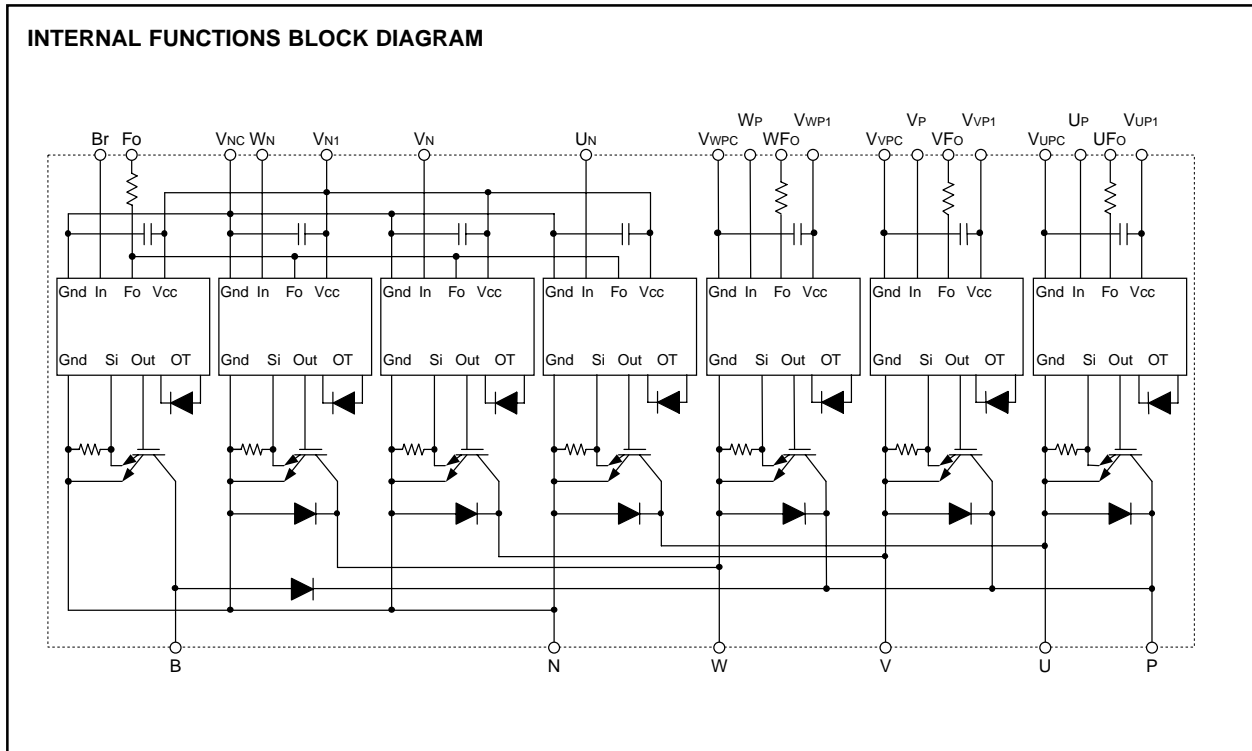 INTERNAL FUNCTIONS BLOCK DIAGRAM
WP VWP1 VP VVP1 UP VUP1
Br FO VNC WN VN1 VN UN VWPC WFO VVPC VFO VUPC UFO
Gnd In Fo Vcc Gnd In Fo Vcc Gnd In Fo Vcc Gnd In Fo Vcc Gnd In Fo Vcc Gnd In Fo Vcc Gnd In Fo Vcc
Gnd Si Out OT Gnd Si Out OT Gnd Si Out OT Gnd Si Out OT Gnd Si Out OT Gnd Si Out OT Gnd Si Out OT
B N W V U P